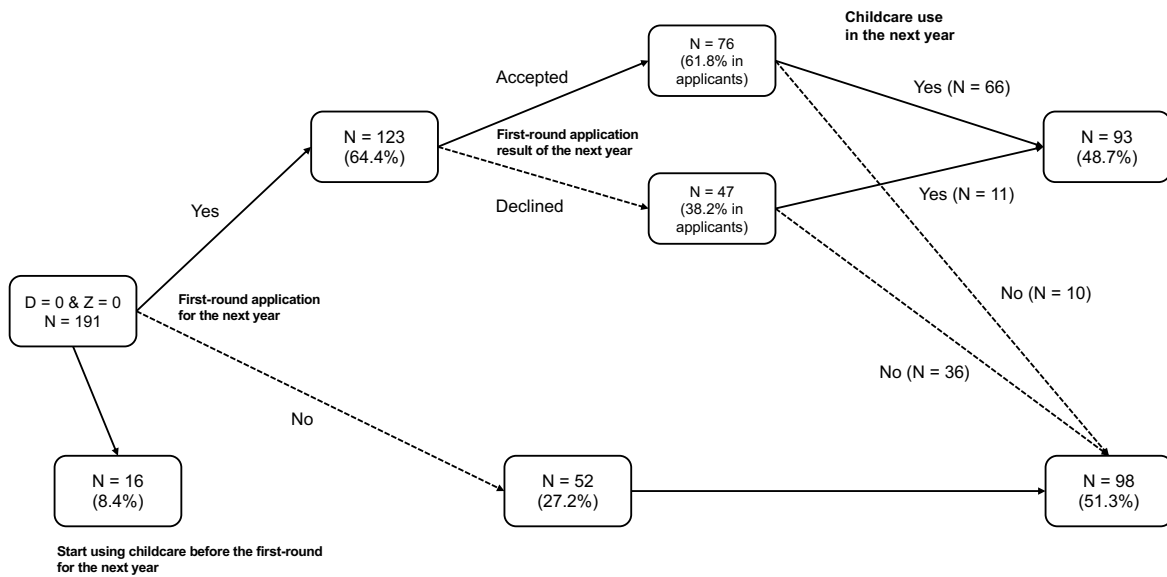 Childcare use
in the next year
N = 76
(61.8% in
applicants)
Accepted
Yes (N = 66)
N = 123
(64.4%)
First-round application
result of the next year
N = 93
(48.7%)
N = 47
(38.2% in
applicants)
Declined
Yes (N = 11)
Yes
D = 0 & Z = 0
N = 191
First-round application
for the next year
No (N = 10)
No (N = 36)
No
N = 16
(8.4%)
N = 52
(27.2%)
N = 98
(51.3%)
Start using childcare before the first-round
for the next year